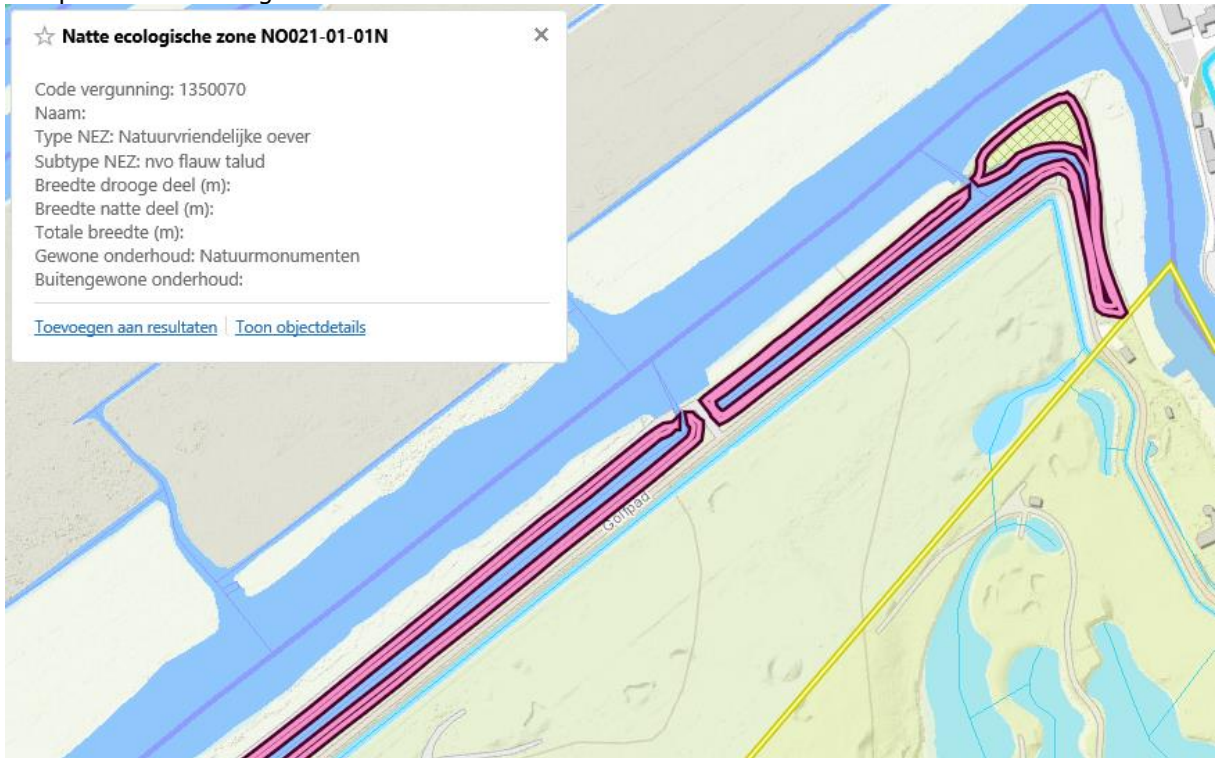 Natte ecologische zone NO021-01-01N
Code vergunning: 1350070
Naam:
Type NEZ: Natuurvriendelijke oever
Subtype NEZ: nvo flauw talud
Breedte drooge deel (m):
Breedte natte deel (m):
Totale breedte (m):
Gewone onderhoud: Natuurmonumenten
Buitengewone onderhoud:
Toevoegen aan resultaten | Toon objectdetails
Golfpad